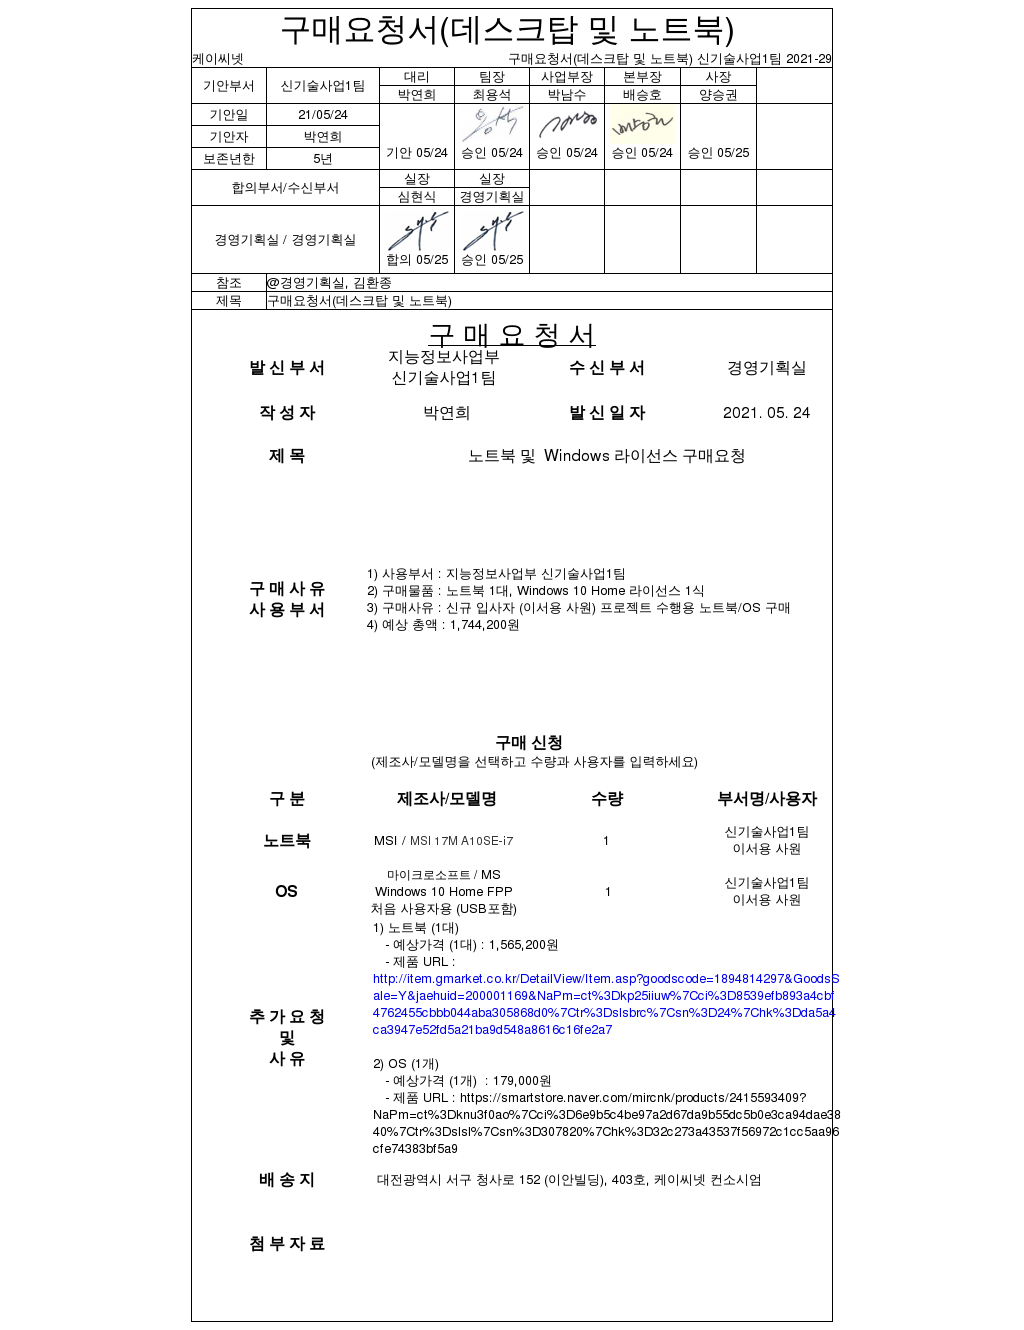 구매요청서(데스크탑 및 노트북)
케이씨넷 구매요청서(데스크탑 및 노트북) 신기술사업1팀 2021-29
기안부서 신기술사업1팀 대리 팀장 사업부장 본부장 사장
박연희 최용석 박남수 배승호 양승권
기안일 21/05/24
기안자 박연희
보존년한 5년
기안 05/24 승인 05/24 승인 05/24 승인 05/24 승인 05/25
합의부서/수신부서 실장 실장
심현식 경영기획실
경영기획실 / 경영기획실
합의 05/25 승인 05/25
참조 @경영기획실, 김환종
제목 구매요청서(데스크탑 및 노트북)
구 매 요 청 서
발 신 부 서 지능정보사업부
신기술사업1팀 수 신 부 서 경영기획실
작 성 자 박연희 발 신 일 자 2021. 05. 24
제 목 노트북 및 Windows 라이선스 구매요청
구 매 사 유
사 용 부 서
1) 사용부서 : 지능정보사업부 신기술사업1팀
2) 구매물품 : 노트북 1대, Windows 10 Home 라이선스 1식
3) 구매사유 : 신규 입사자 (이서용 사원) 프로젝트 수행용 노트북/OS 구매
4) 예상 총액 : 1,744,200원
구매 신청
(제조사/모델명을 선택하고 수량과 사용자를 입력하세요)
구 분 제조사/모델명 수량 부서명/사용자
노트북 MSI / MSI 17M A10SE-i7 1 신기술사업1팀
이서용 사원
OS 마이크로소프트 / MS
Windows 10 Home FPP
처음 사용자용 (USB포함) 1 신기술사업1팀
이서용 사원
추 가 요 청
및
사 유
1) 노트북 (1대)
- 예상가격 (1대) : 1,565,200원
- 제품 URL :
http://item.gmarket.co.kr/DetailView/Item.asp?goodscode=1894814297&GoodsS
ale=Y&jaehuid=200001169&NaPm=ct%3Dkp25iiuw%7Cci%3D8539efb893a4cbf
4762455cbbb044aba305868d0%7Ctr%3Dslsbrc%7Csn%3D24%7Chk%3Dda5a4
ca3947e52fd5a21ba9d548a8616c16fe2a7
2) OS (1개)
- 예상가격 (1개) : 179,000원
- 제품 URL : https://smartstore.naver.com/mircnk/products/2415593409?
NaPm=ct%3Dknu3f0ao%7Cci%3D6e9b5c4be97a2d67da9b55dc5b0e3ca94dae38
40%7Ctr%3Dslsl%7Csn%3D307820%7Chk%3D32c273a43537f56972c1cc5aa96
cfe74383bf5a9
배 송 지 대전광역시 서구 청사로 152 (이안빌딩), 403호, 케이씨넷 컨소시엄
첨 부 자 료